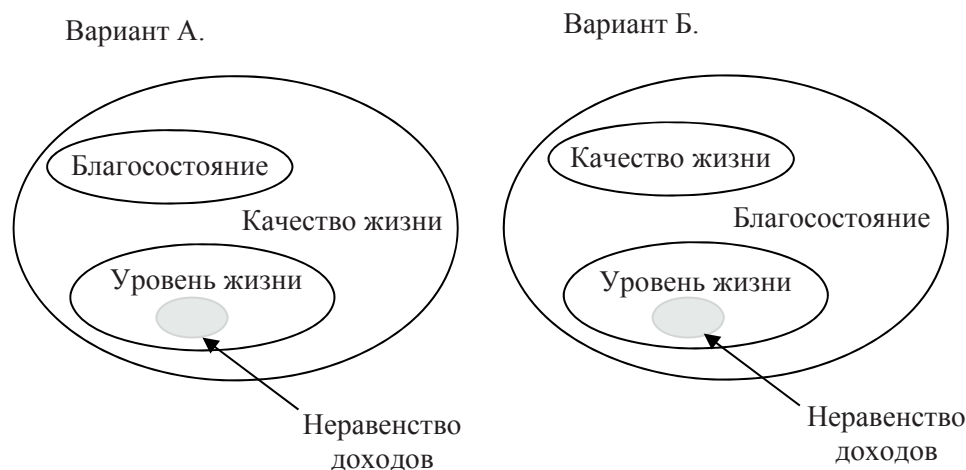 Вариант А.
Благосостояние
Качество жизни
Уровень жизни
Неравенство
доходов
Вариант Б.
Качество жизни
Благосостояние
Уровень жизни
Неравенство
доходов